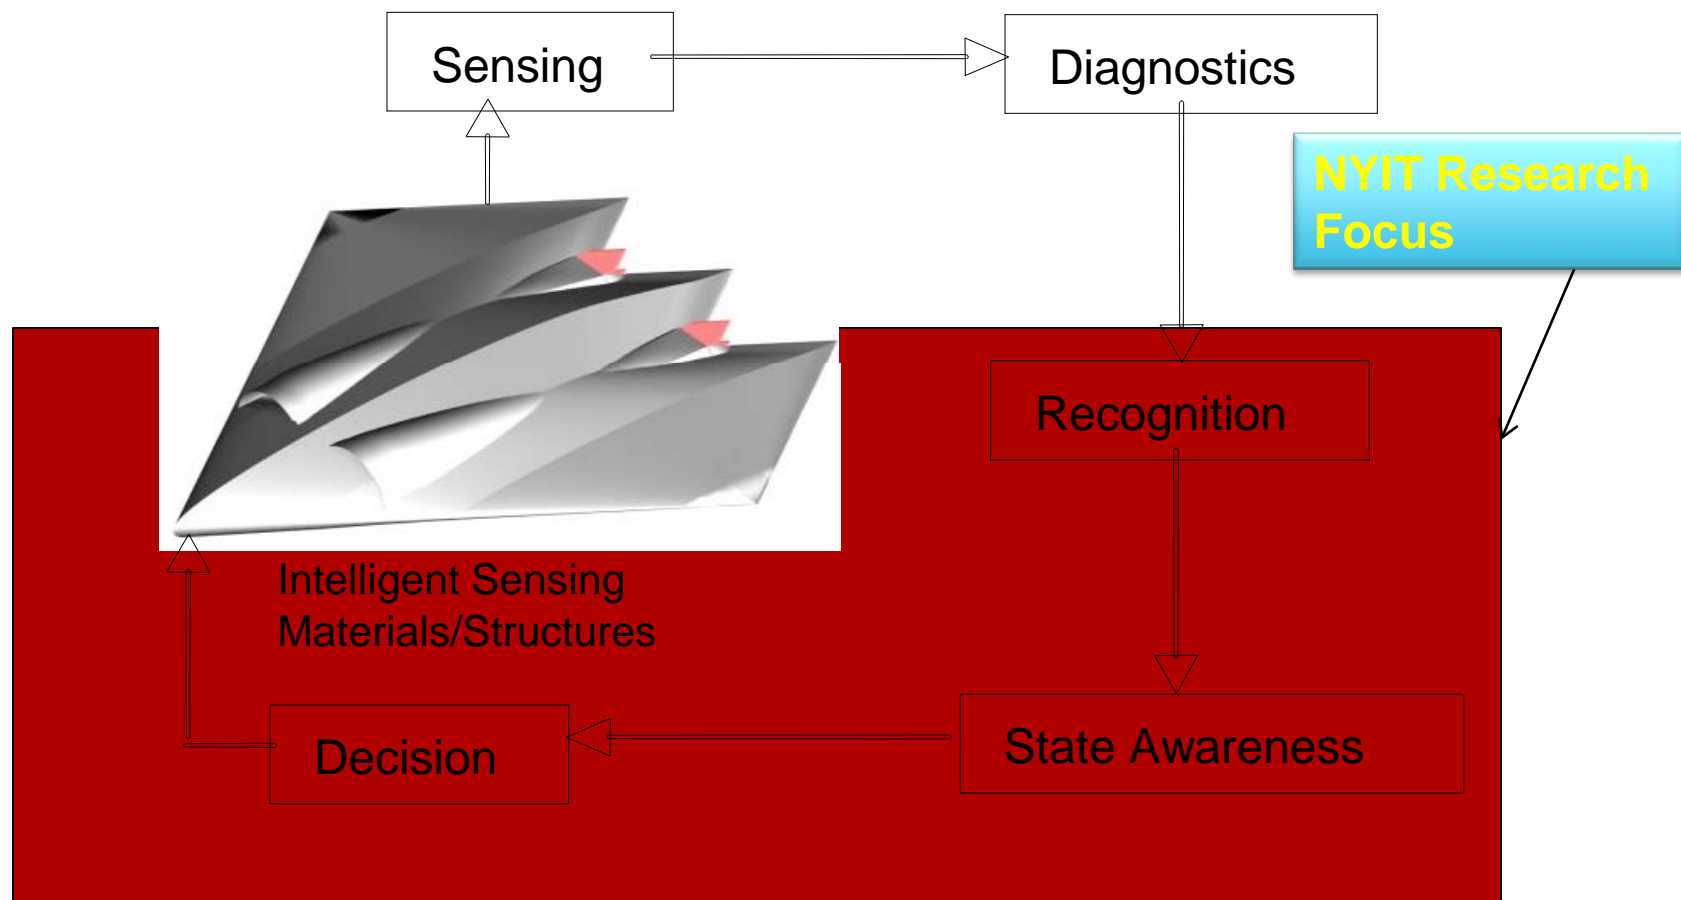 Sensing
Diagnostics
NYIT Research
Focus
Recognition
Intelligent Sensing
Materials/Structures
State Awareness
Decision